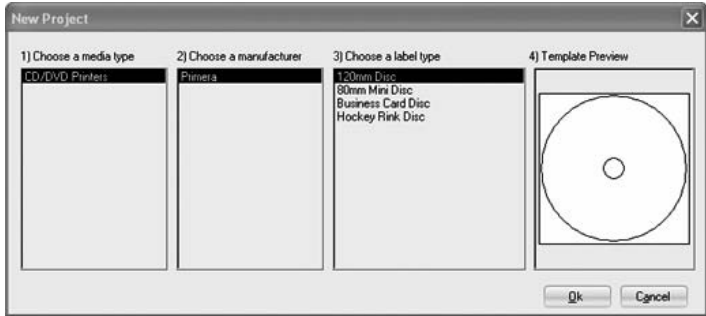 New Project
1) Choose a media type
2) Choose a manufacturer
3) Choose a label type
4) Template Preview
CD/DVD Printers
Primera
120mm Disc
80mm Mini Disc
Business Card Disc
Hockey Rink Disc
Ok
Cancel